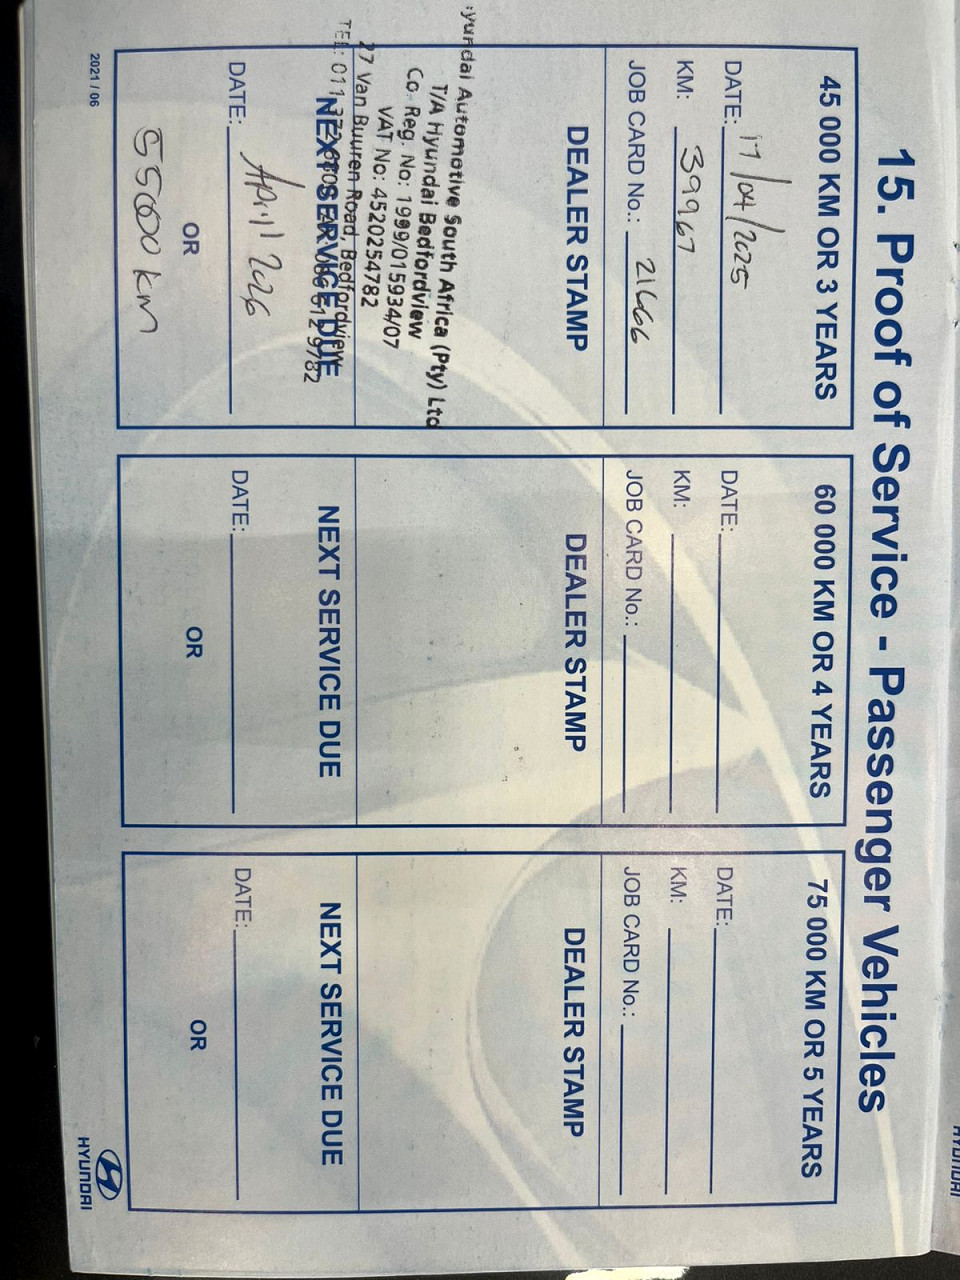 15. Proof of Service - Passenger Vehicles
45 000 KM OR 3 YEARS
DATE: 17/04/2025
KM: 39967
JOB CARD No.: 21666
DEALER STAMP
yundai Automotive South Africa (Pty) Ltd
T/A Hyundai Bedfordview
Co. Reg. No: 1999/015934/07
VAT No: 4520254782
27 Van Buuren Road, Bedfordview
TEL: 011
NEXT SERVICE DUE
DATE: April 2026
OR
55000 km
60 000 KM OR 4 YEARS
DATE:
KM:
JOB CARD No.:
DEALER STAMP
NEXT SERVICE DUE
DATE:
OR
75 000 KM OR 5 YEARS
DATE:
KM:
JOB CARD No.:
DEALER STAMP
NEXT SERVICE DUE
DATE:
OR
2021 / 06
HYUNDAI
HYUNDAI